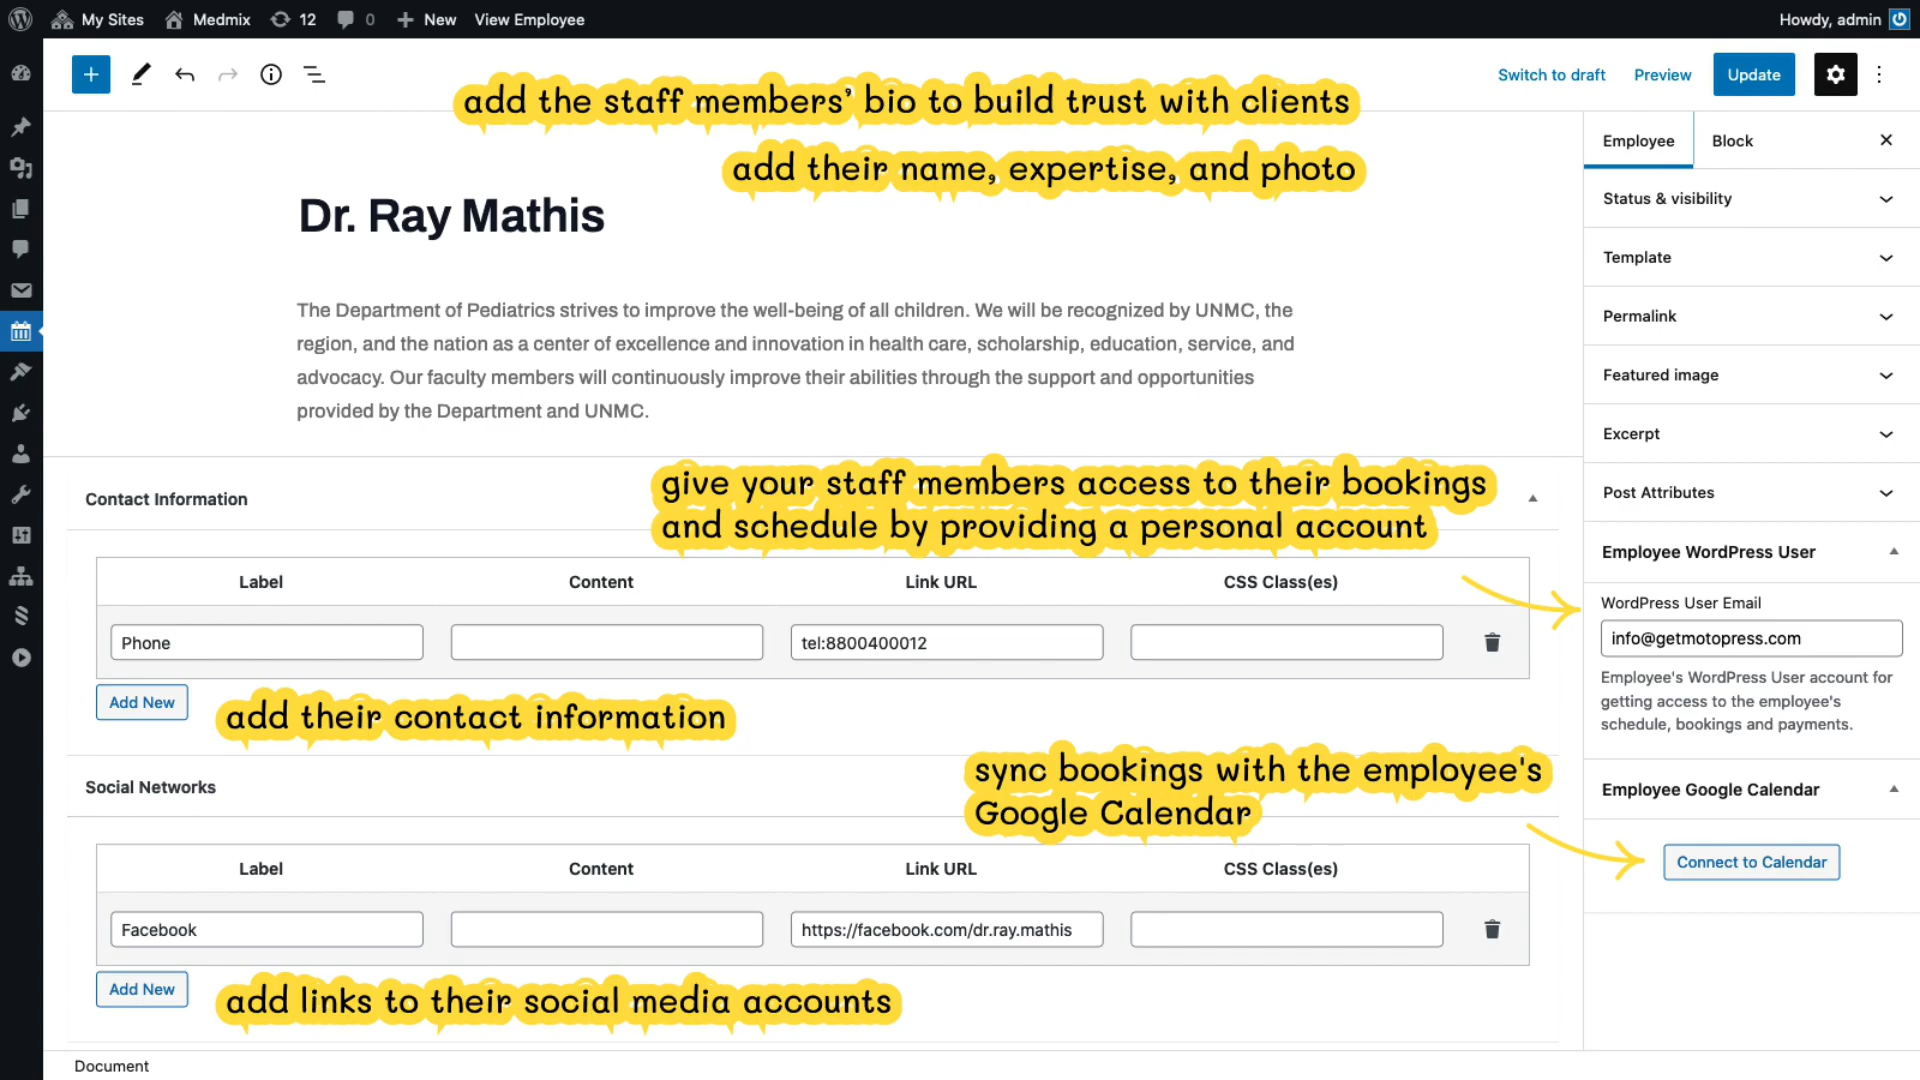 My Sites Medmix 12 0 New View Employee Howdy, admin
Switch to draft Preview Update
add the staff members' bio to build trust with clients
add their name, expertise, and photo
Employee Block
Dr. Ray Mathis
Status & visibility
Template
The Department of Pediatrics strives to improve the well-being of all children. We will be recognized by UNMC, the
region, and the nation as a center of excellence and innovation in health care, scholarship, education, service, and
advocacy. Our faculty members will continuously improve their abilities through the support and opportunities
provided by the Department and UNMC.
Permalink
Featured image
Excerpt
Post Attributes
Contact Information
give your staff members access to their bookings
and schedule by providing a personal account
Label Content Link URL CSS Class(es)
Phone tel:8800400012
Add New
add their contact information
Employee WordPress User
WordPress User Email
info@getmotopress.com
Employee's WordPress User account for
getting access to the employee's
schedule, bookings and payments.
Social Networks
sync bookings with the employee's
Google Calendar
Employee Google Calendar
Connect to Calendar
Label Content Link URL CSS Class(es)
Facebook https://facebook.com/dr.ray.mathis
Add New
add links to their social media accounts
Document